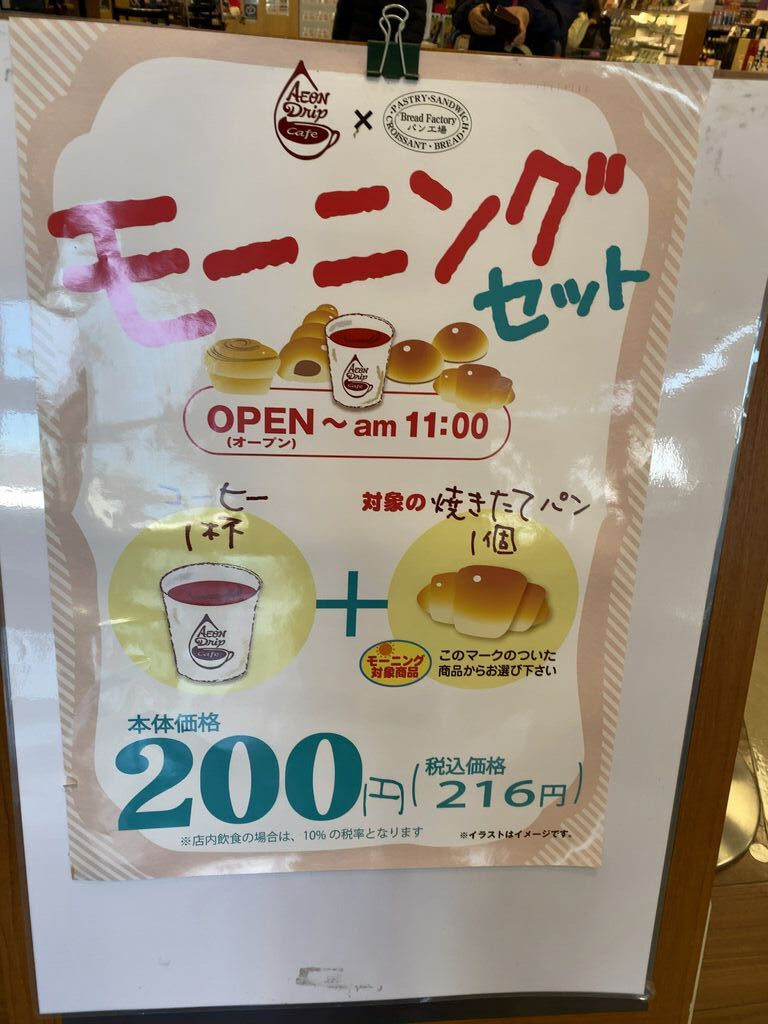 AEON Drip Cafe
×
PASTRY・SANDWICH
Bread Factory
パン工場
CROISSANT・BREAD
モーニング
セット
AEON Drip Cafe
OPEN～am 11:00
(オープン)
コーヒー
1杯
対象の焼きたてパン
1個
AEON Drip Cafe
+
モーニング
対象商品
このマークのついた
商品からお選び下さい
本体価格
200円(税込価格 216円)
※店内飲食の場合は、10%の税率となります
※イラストはイメージです。